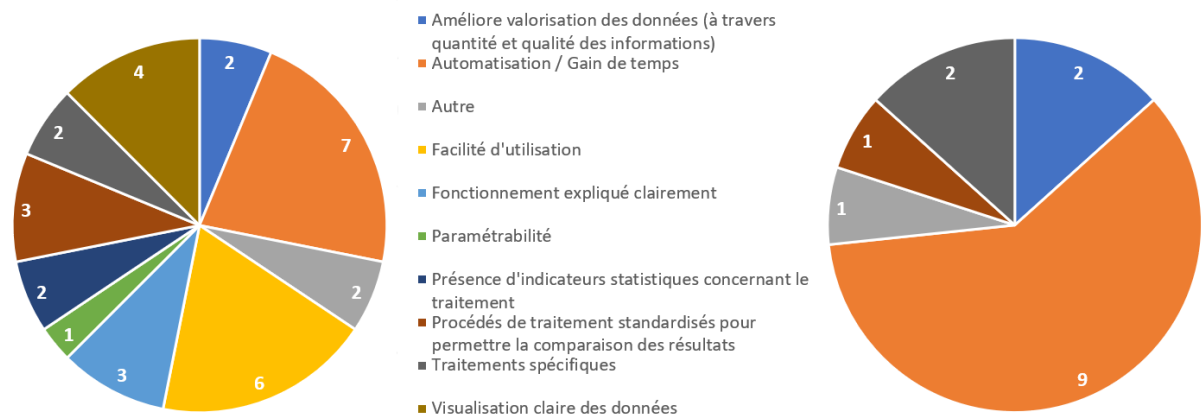 2
7
2
6
3
1
2
3
2
4
Améliore valorisation des données (à travers
quantité et qualité des informations)
Automatisation / Gain de temps
Autre
Facilité d'utilisation
Fonctionnement expliqué clairement
Paramétrabilité
Présence d'indicateurs statistiques concernant le
traitement
Procédés de traitement standardisés pour
permettre la comparaison des résultats
Traitements spécifiques
Visualisation claire des données
2
9
1
1
2